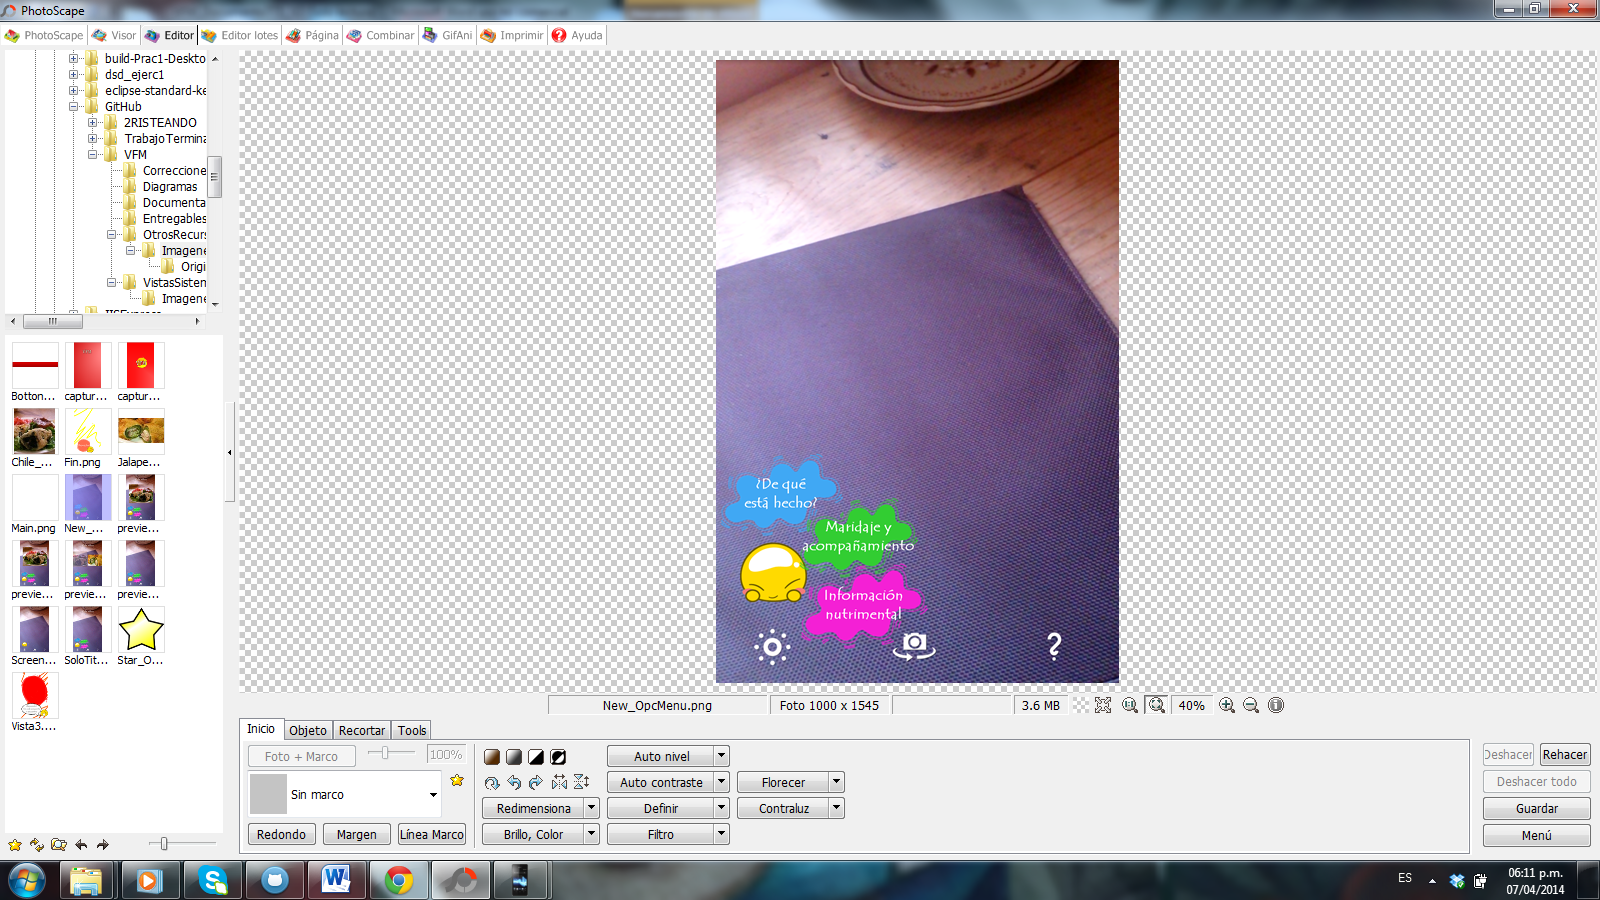 PhotoScape
PhotoScape
Visor
Editor
Editor lotes
Página
Combinar
GifAni
Imprimir
Ayuda
build-Prac1-Deskto
dsd_ejerc1
eclipse-standard-ke
GitHub
2RISTEANDO
TrabajoTermina
VFM
Correccione
Diagramas
Documenta
Entregables
OtrosRecurs
Imagene
Origi
VistasSistem
Imagene
Botton...
captur...
captur...
Chile_...
Fin.png
Jalape...
Main.png
New_...
previe...
previe...
previe...
previe...
Screen...
SoloTit...
Star_O...
Vista3....
¿De qué
está hecho?
Maridaje y
acompañamiento
Información
nutrimental
?
New_OpcMenu.png
Foto 1000 x 1545
3.6 MB
40%
Inicio
Objeto
Recortar
Tools
Foto + Marco
100%
Sin marco
Redondo
Margen
Línea Marco
Auto nivel
Auto contraste
Florecer
Redimensiona
Definir
Contraluz
Brillo, Color
Filtro
Deshacer
Rehacer
Deshacer todo
Guardar
Menú
ES
06:11 p.m.
07/04/2014